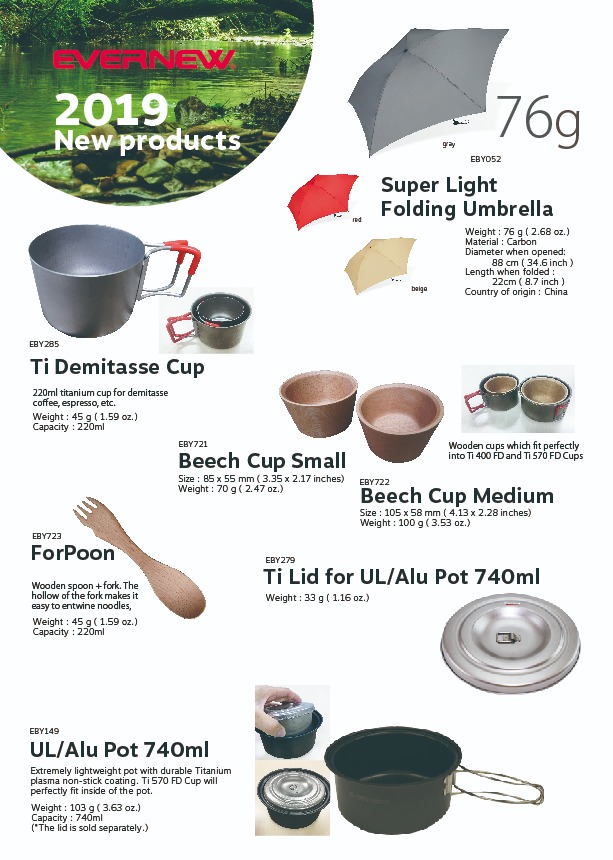 EVERNEW
2019
New products
76g
gray
EBY052
Super Light
Folding Umbrella
red
Weight : 76 g ( 2.68 oz.)
Material : Carbon
Diameter when opened:
88 cm ( 34.6 inch )
Length when folded :
22cm ( 8.7 inch )
Country of origin : China
beige
EBY285
Ti Demitasse Cup
220ml titanium cup for demitasse
coffee, espresso, etc.
Weight : 45 g ( 1.59 oz.)
Capacity : 220ml
Wooden cups which fit perfectly
into Ti 400 FD and Ti 570 FD Cups
EBY721
Beech Cup Small
Size : 85 x 55 mm ( 3.35 x 2.17 inches)
Weight : 70 g ( 2.47 oz.)
EBY722
Beech Cup Medium
Size : 105 x 58 mm ( 4.13 x 2.28 inches)
Weight : 100 g ( 3.53 oz.)
EBY723
ForPoon
Wooden spoon + fork. The
hollow of the fork makes it
easy to entwine noodles,
Weight : 45 g ( 1.59 oz.)
Capacity : 220ml
EBY279
Ti Lid for UL/Alu Pot 740ml
Weight : 33 g ( 1.16 oz.)
EBY149
UL/Alu Pot 740ml
Extremely lightweight pot with durable Titanium
plasma non-stick coating. Ti 570 FD Cup will
perfectly fit inside of the pot.
Weight : 103 g ( 3.63 oz.)
Capacity : 740ml
(*The lid is sold separately.)